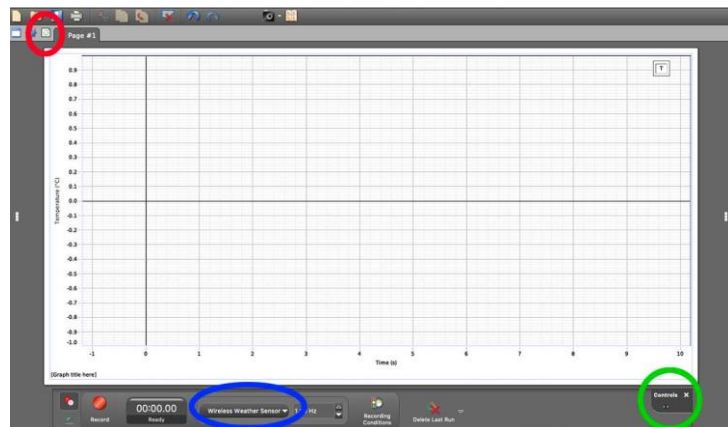 Page #1
T
0.9
0.8
0.7
0.6
0.5
0.4
0.3
0.2
0.1
0.0
-0.1
-0.2
-0.3
-0.4
-0.5
-0.6
-0.7
-0.8
-0.9
-1.0
Temperature (°C)
-1 0 1 2 3 4 5 6 7 8 9 10
Time (s)
[Graph title here]
Controls X
00:00.00
Ready
Record
Wireless Weather Sensor
Hz
Recording
Conditions
Delete Last Run